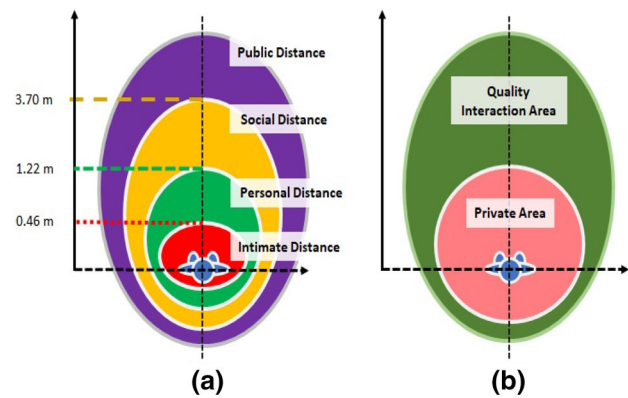 Public Distance
3.70 m
Social Distance
1.22 m
Personal Distance
0.46 m
Intimate Distance
(a)
Quality
Interaction Area
Private Area
(b)